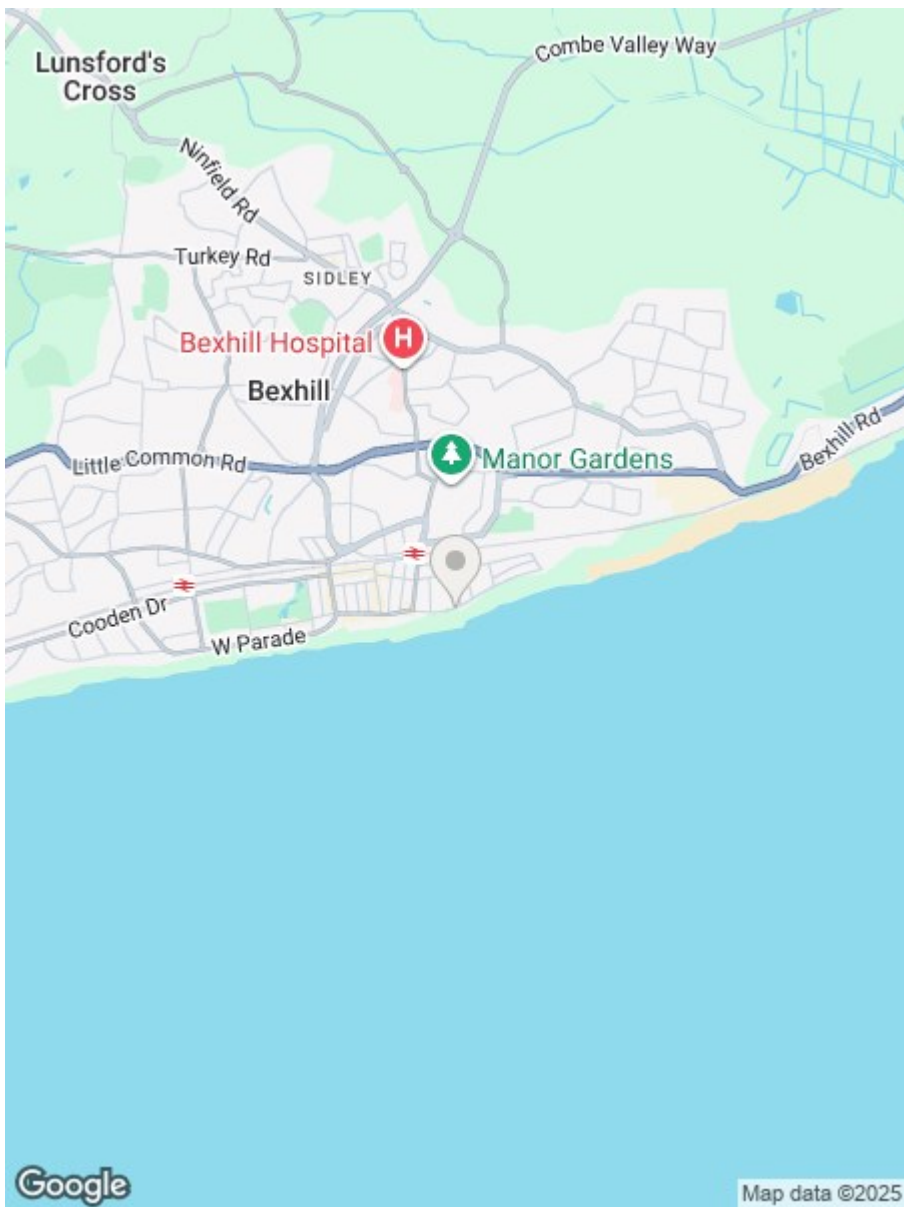 Lunsford's
Cross
Combe Valley Way
Ninfield Rd
Turkey Rd
SIDLEY
Bexhill Hospital
H
Bexhill
Little Common Rd
Manor Gardens
Bexhill Rd
Cooden Dr
W Parade
Google
Map data ©2025